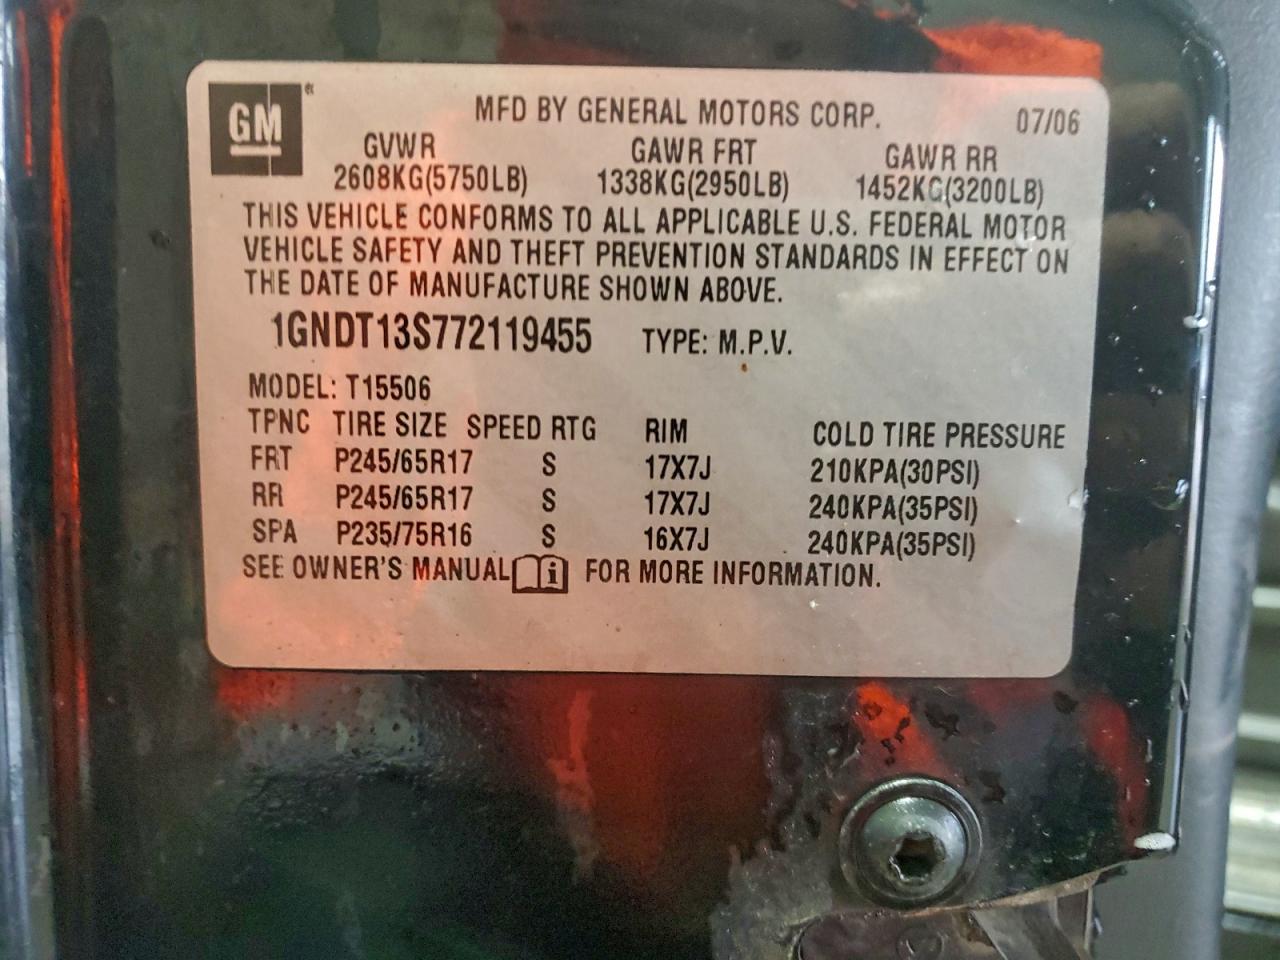 GM
MFD BY GENERAL MOTORS CORP. 07/06
GVWR GAWR FRT GAWR RR
2608KG(5750LB) 1338KG(2950LB) 1452KG(3200LB)
THIS VEHICLE CONFORMS TO ALL APPLICABLE U.S. FEDERAL MOTOR
VEHICLE SAFETY AND THEFT PREVENTION STANDARDS IN EFFECT ON
THE DATE OF MANUFACTURE SHOWN ABOVE.
1GNDT13S772119455 TYPE: M.P.V.
MODEL: T15506
TPNC TIRE SIZE SPEED RTG RIM COLD TIRE PRESSURE
FRT P245/65R17 S 17X7J 210KPA(30PSI)
RR P245/65R17 S 17X7J 240KPA(35PSI)
SPA P235/75R16 S 16X7J 240KPA(35PSI)
SEE OWNER'S MANUAL i FOR MORE INFORMATION.